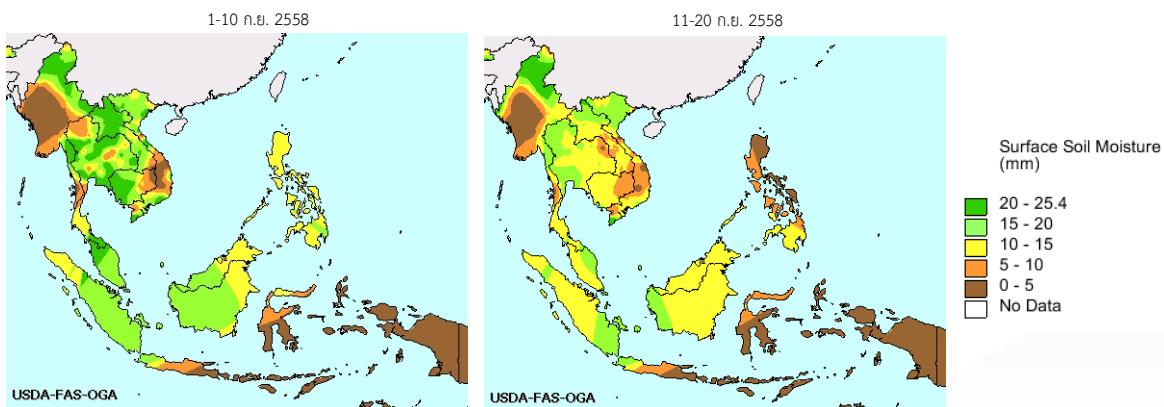 1-10 ก.ย. 2558
11-20 ก.ย. 2558
USDA-FAS-OGA
USDA-FAS-OGA
Surface Soil Moisture
(mm)
20 - 25.4
15 - 20
10 - 15
5 - 10
0 - 5
No Data